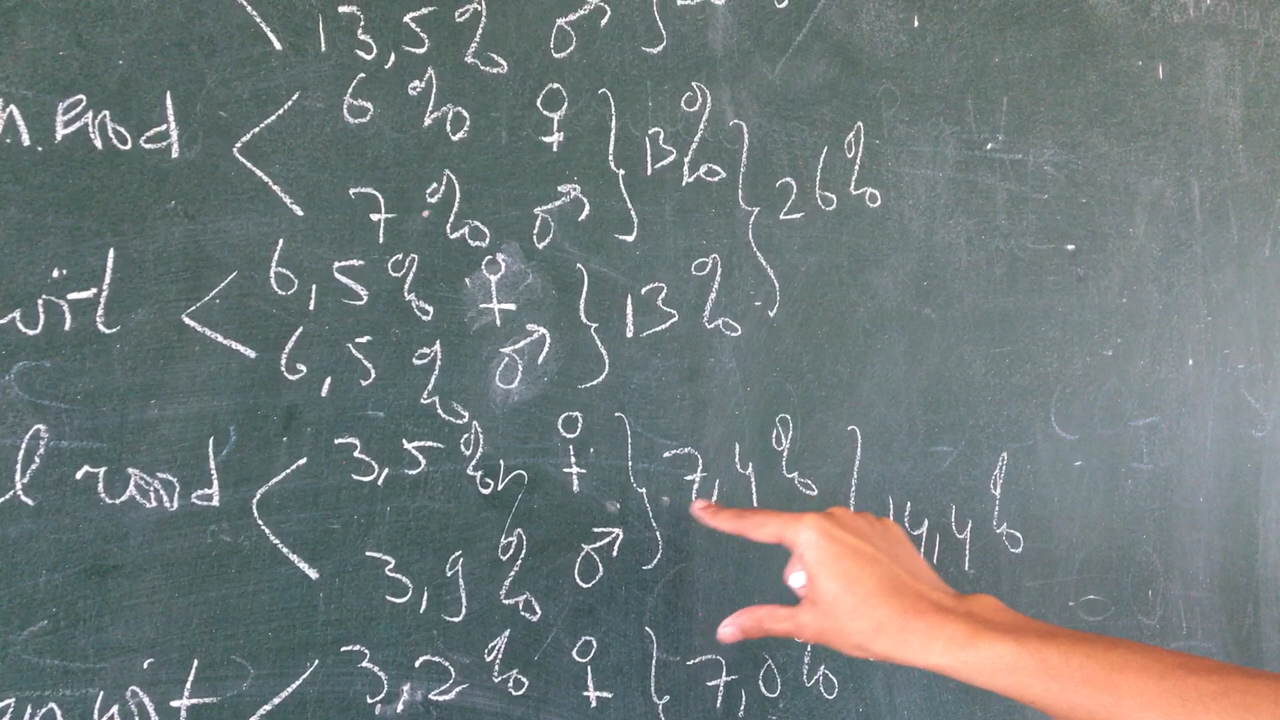 13,5% ♂ }
n. Rood < 6% ♀ } 13% } 26%
7% ♂
wit < 6,5% ♀ } 13%
6,5% ♂
l rood < 3,5% ♀ } 7,4% } 14,4%
3,9% ♂
wit < 3,2% ♀ } 7,0%